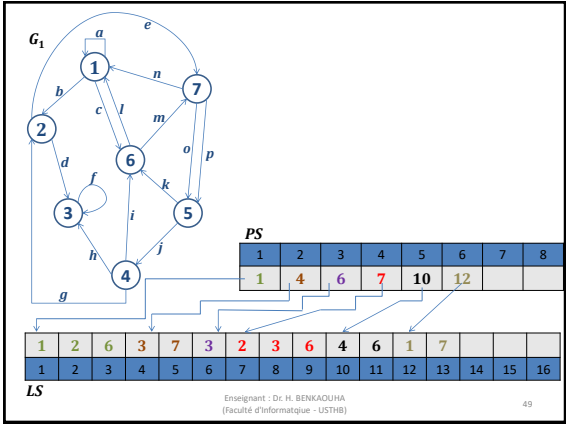 G₁
e
a
1
n
7
b
c
l
m
2
6
o
p
d
f
k
3
i
5
h
j
4
g
PS
1 2 3 4 5 6 7 8
1 4 6 7 10 12
1 2 6 3 7 3 2 3 6 4 6 1 7
1 2 3 4 5 6 7 8 9 10 11 12 13 14 15 16
LS
Enseignant : Dr. H. BENKAOUHA
(Faculté d'Informatqiue - USTHB)
49